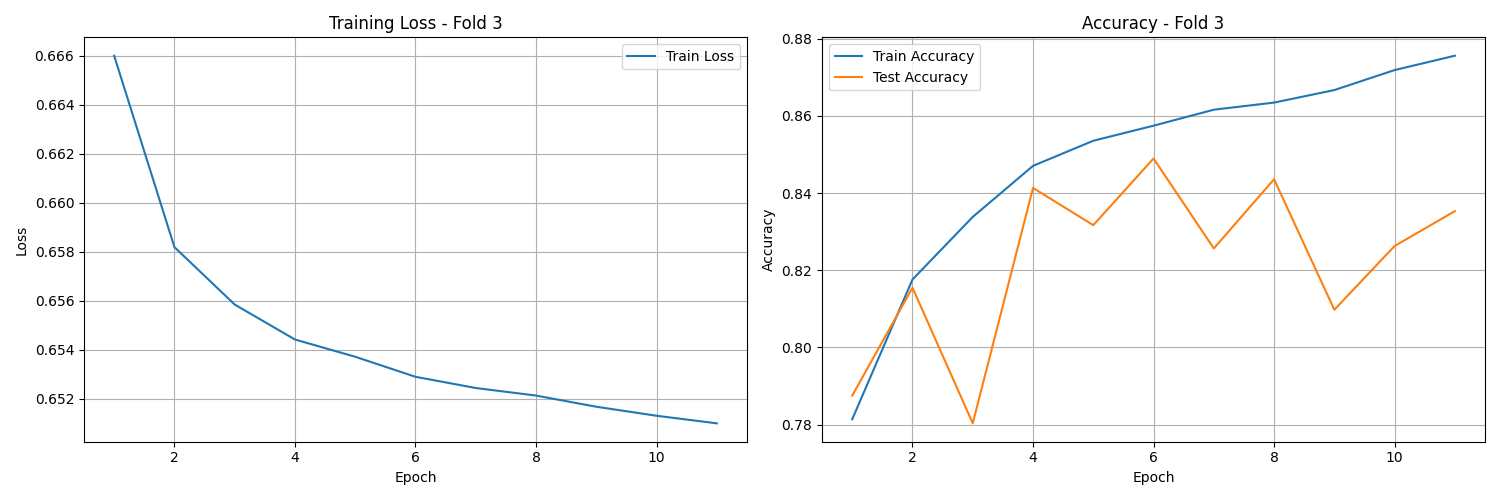 Training Loss - Fold 3
Train Loss
0.666
0.664
0.662
0.660
0.658
0.656
0.654
0.652
Loss
2 4 6 8 10
Epoch
Accuracy - Fold 3
Train Accuracy
Test Accuracy
0.88
0.86
0.84
0.82
0.80
0.78
Accuracy
2 4 6 8 10
Epoch